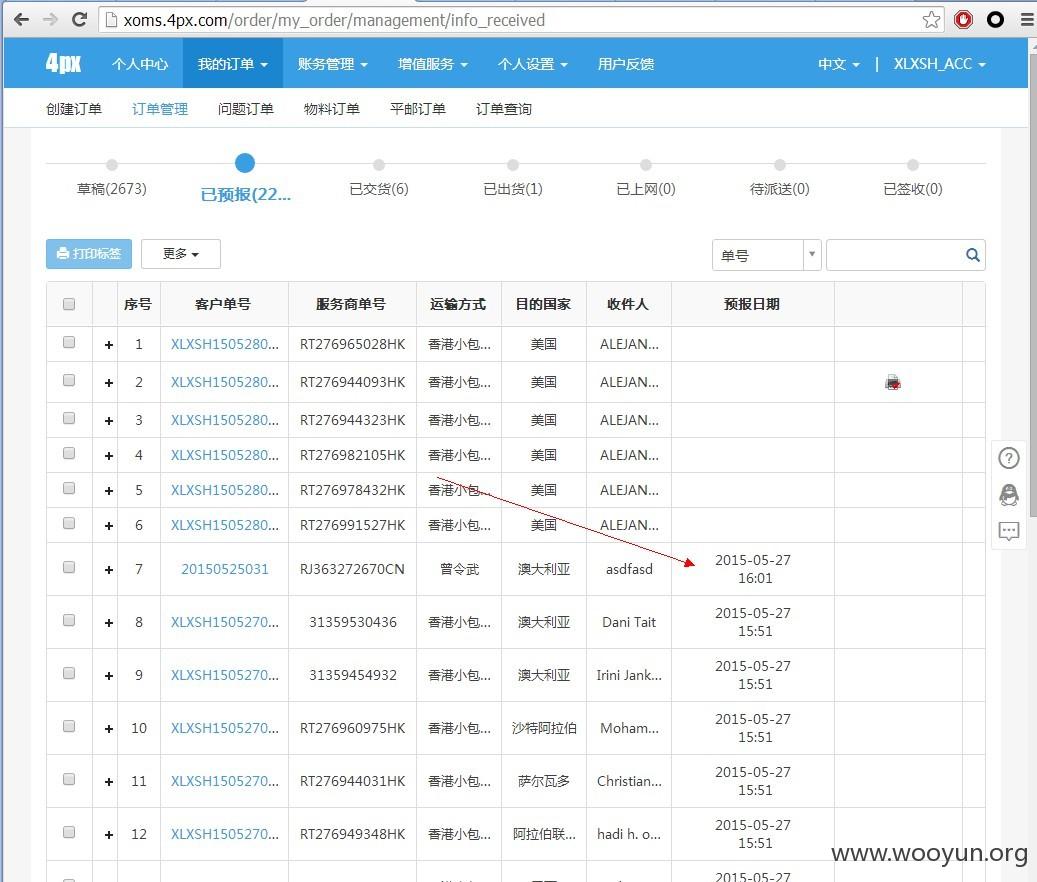 xoms.4px.com/order/my_order/management/info_received
4px 个人中心 我的订单 账务管理 增值服务 个人设置 用户反馈 中文 | XLXSH_ACC
创建订单 订单管理 问题订单 物料订单 平邮订单 订单查询
草稿(2673) 已预报(22... 已交货(6) 已出货(1) 已上网(0) 待派送(0) 已签收(0)
打印标签 更多 单号
序号 客户单号 服务商单号 运输方式 目的国家 收件人 预报日期
+ 1 XLXSH1505280... RT276965028HK 香港小包... 美国 ALEJAN...
+ 2 XLXSH1505280... RT276944093HK 香港小包... 美国 ALEJAN...
+ 3 XLXSH1505280... RT276944323HK 香港小包... 美国 ALEJAN...
+ 4 XLXSH1505280... RT276982105HK 香港小包... 美国 ALEJAN...
+ 5 XLXSH1505280... RT276978432HK 香港小包... 美国 ALEJAN...
+ 6 XLXSH1505280... RT276991527HK 香港小包... 美国 ALEJAN...
+ 7 20150525031 RJ363272670CN 曾令武 澳大利亚 asdfasd 2015-05-27
16:01
+ 8 XLXSH1505270... 31359530436 香港小包... 澳大利亚 Dani Tait 2015-05-27
15:51
+ 9 XLXSH1505270... 31359454932 香港小包... 澳大利亚 Irini Jank... 2015-05-27
15:51
+ 10 XLXSH1505270... RT276960975HK 香港小包... 沙特阿拉伯 Moham... 2015-05-27
15:51
+ 11 XLXSH1505270... RT276944031HK 香港小包... 萨尔瓦多 Christian... 2015-05-27
15:51
+ 12 XLXSH1505270... RT276949348HK 香港小包... 阿拉伯联... hadi h. o... 2015-05-27
15:51
2015-05-27
www.wooyun.org